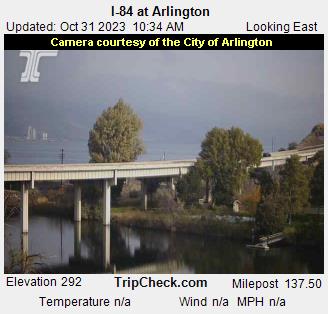 I-84 at Arlington
Updated: Oct 31 2023 10:34 AM Looking East
Camera courtesy of the City of Arlington
Elevation 292 TripCheck.com Milepost 137.50
Temperature n/a Wind n/a MPH n/a